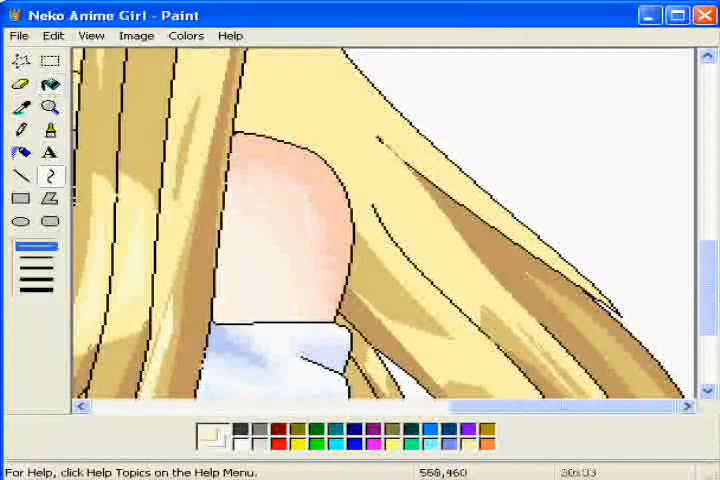 Neko Anime Girl - Paint
File Edit View Image Colors Help
A
For Help, click Help Topics on the Help Menu.
560,460